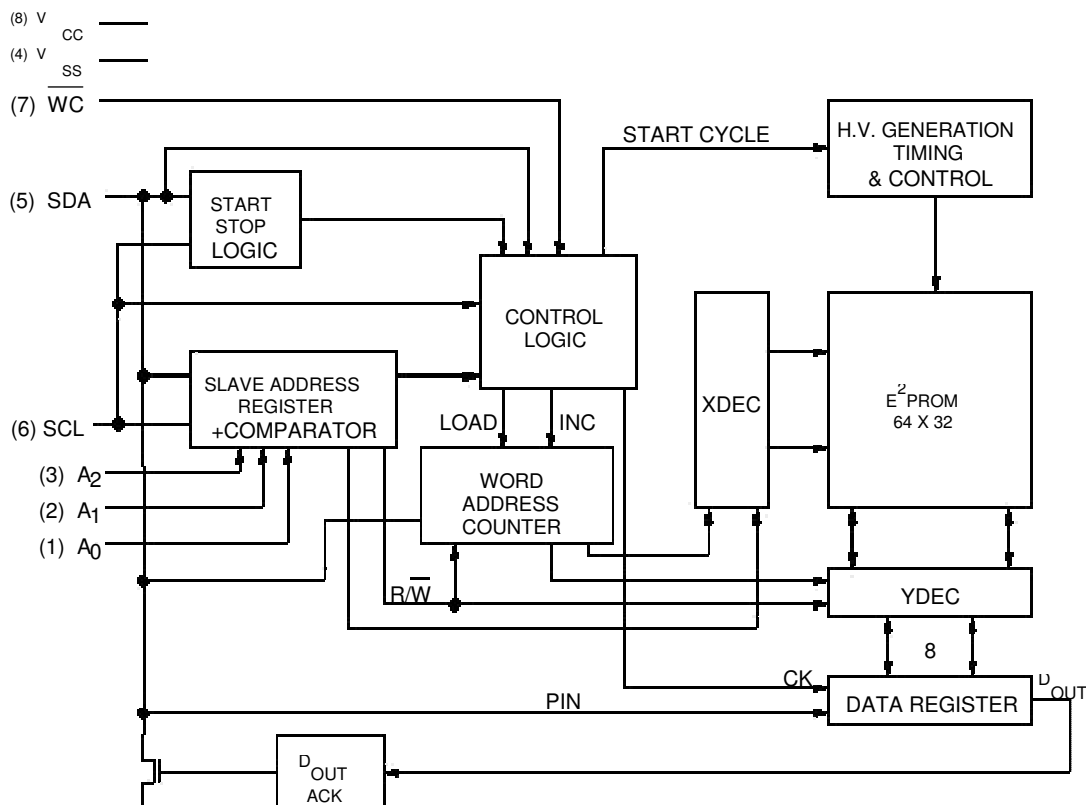 (8) V CC
(4) V SS
(7) WC
START CYCLE
H.V. GENERATION
TIMING
& CONTROL
(5) SDA
START
STOP
LOGIC
CONTROL
LOGIC
SLAVE ADDRESS
REGISTER
+COMPARATOR
XDEC
E2PROM
64 X 32
(6) SCL
LOAD
INC
(3) A2
(2) A1
(1) A0
WORD
ADDRESS
COUNTER
R/W
YDEC
8
CK
DOUT
PIN
DATA REGISTER
DOUT
ACK